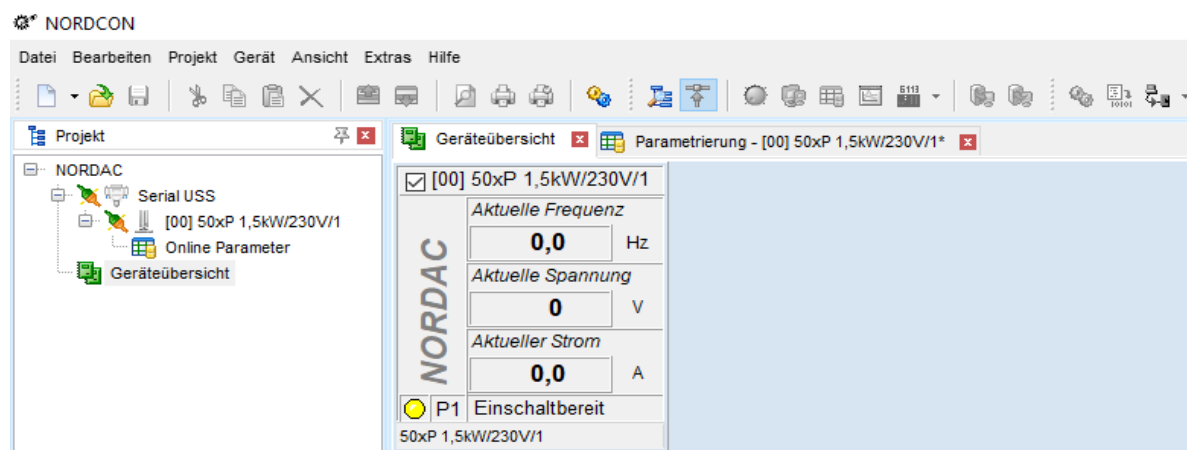 NORDCON
Datei Bearbeiten Projekt Gerät Ansicht Extras Hilfe
Projekt
NORDAC
Serial USS
[00] 50xP 1,5kW/230V/1
Online Parameter
Geräteübersicht
Geräteübersicht
Parametrierung - [00] 50xP 1,5kW/230V/1*
[00] 50xP 1,5kW/230V/1
NORDAC
Aktuelle Frequenz
0,0 Hz
Aktuelle Spannung
0 V
Aktueller Strom
0,0 A
P1 Einschaltbereit
50xP 1,5kW/230V/1